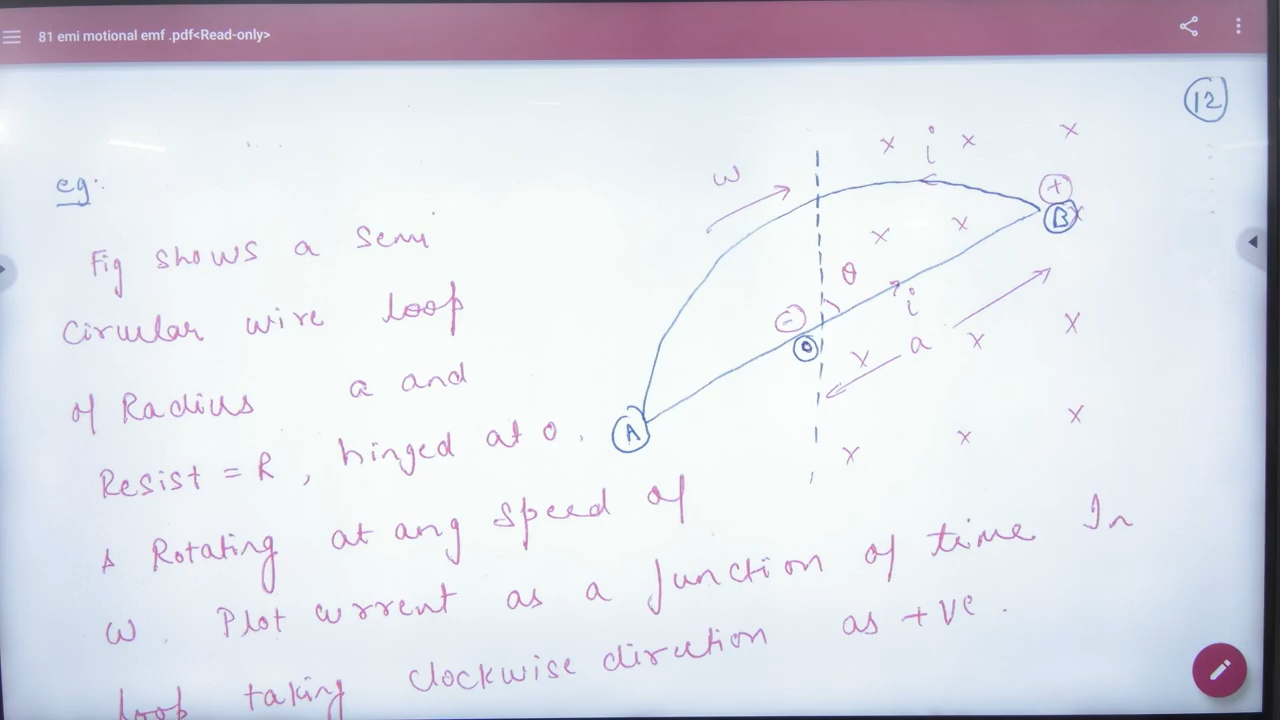 81 emi motional emf .pdf<Read-only>
12
eg:
Fig shows a semi
Circular wire loop
of Radius a and
Resist = R , hinged at o .
& Rotating at ang speed of
ω . Plot current as a function of time In
loop taking clockwise direction as +ve .
ω
x i x x
+
B x
x x
θ
-
i
O
x a x x
A
x x x